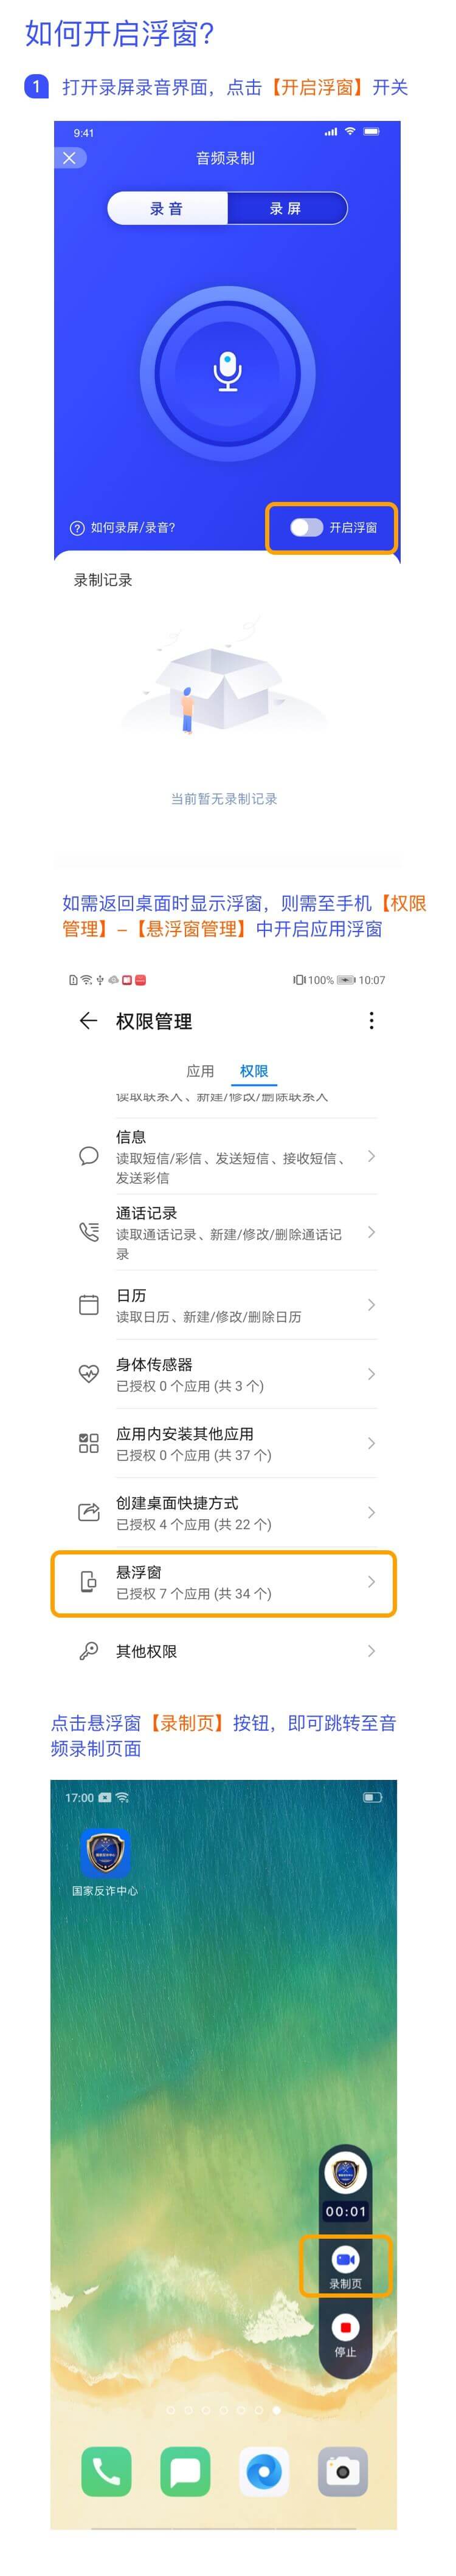 如何开启浮窗?
1 打开录屏录音界面，点击【开启浮窗】开关
9:41
音频录制
录音 录屏
如何录屏/录音? 开启浮窗
录制记录
当前暂无录制记录
如需返回桌面时显示浮窗，则需至手机【权限
管理】–【悬浮窗管理】中开启应用浮窗
100% 10:07
权限管理
应用 权限
读取联系人、新建/修改/删除联系人
信息
读取短信/彩信、发送短信、接收短信、
发送彩信
通话记录
读取通话记录、新建/修改/删除通话记
录
日历
读取日历、新建/修改/删除日历
身体传感器
已授权 0 个应用 (共 3 个)
应用内安装其他应用
已授权 0 个应用 (共 37 个)
创建桌面快捷方式
已授权 4 个应用 (共 22 个)
悬浮窗
已授权 7 个应用 (共 34 个)
其他权限
点击悬浮窗【录制页】按钮，即可跳转至音
频录制页面
17:00
国家反诈中心
国家反诈中心
00:01
录制页
停止